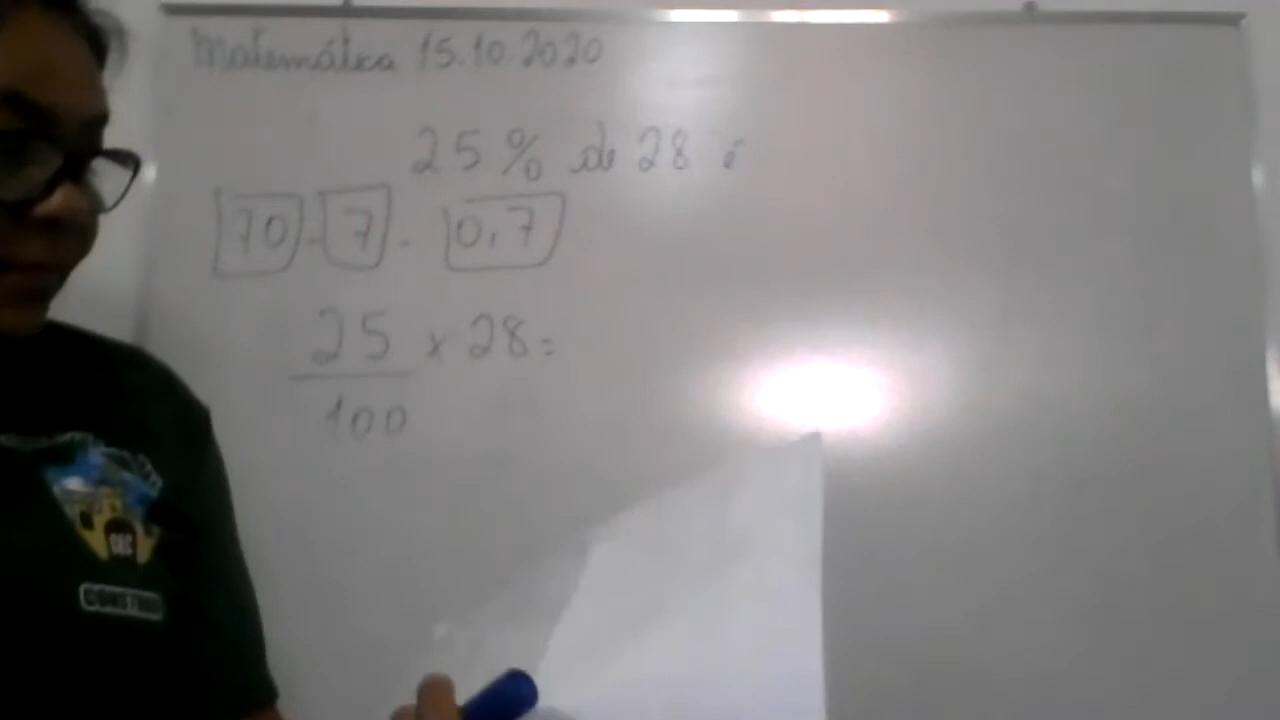 Matemática 15.10.2020
25% de 28 é
70 - 7 - 0,7
25 x 28 =
100